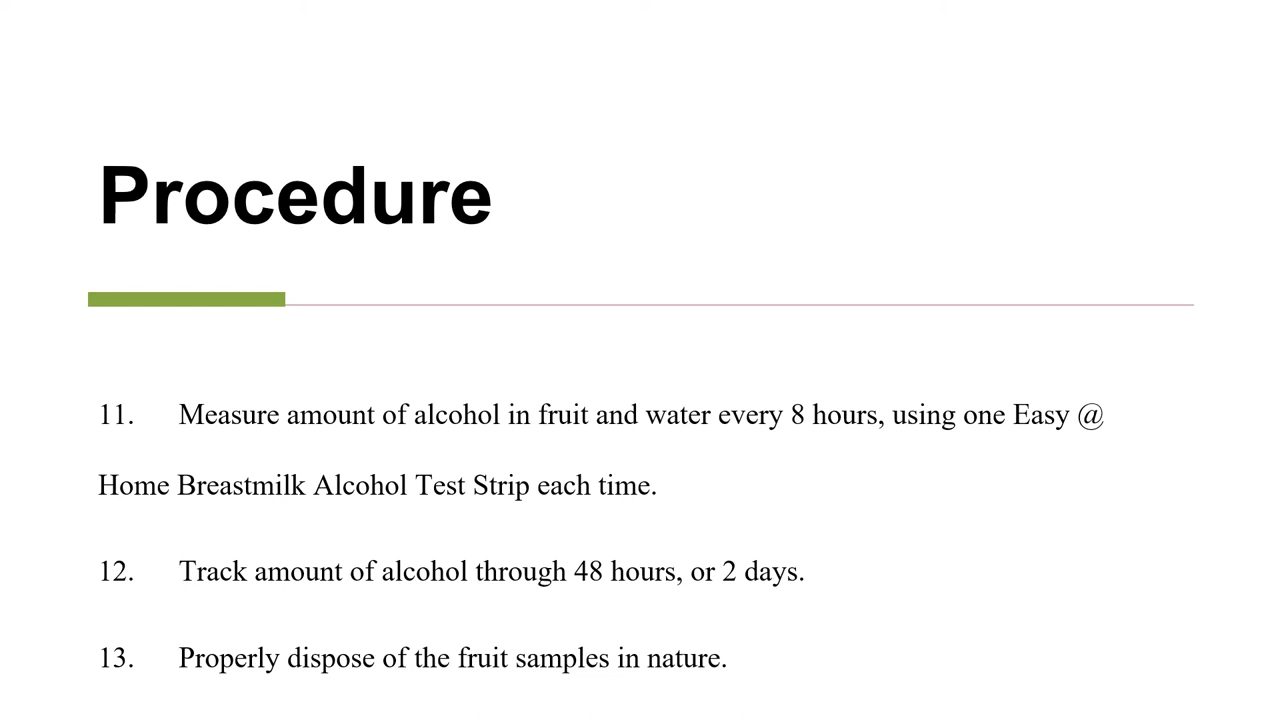 Procedure
11. Measure amount of alcohol in fruit and water every 8 hours, using one Easy @
Home Breastmilk Alcohol Test Strip each time.
12. Track amount of alcohol through 48 hours, or 2 days.
13. Properly dispose of the fruit samples in nature.